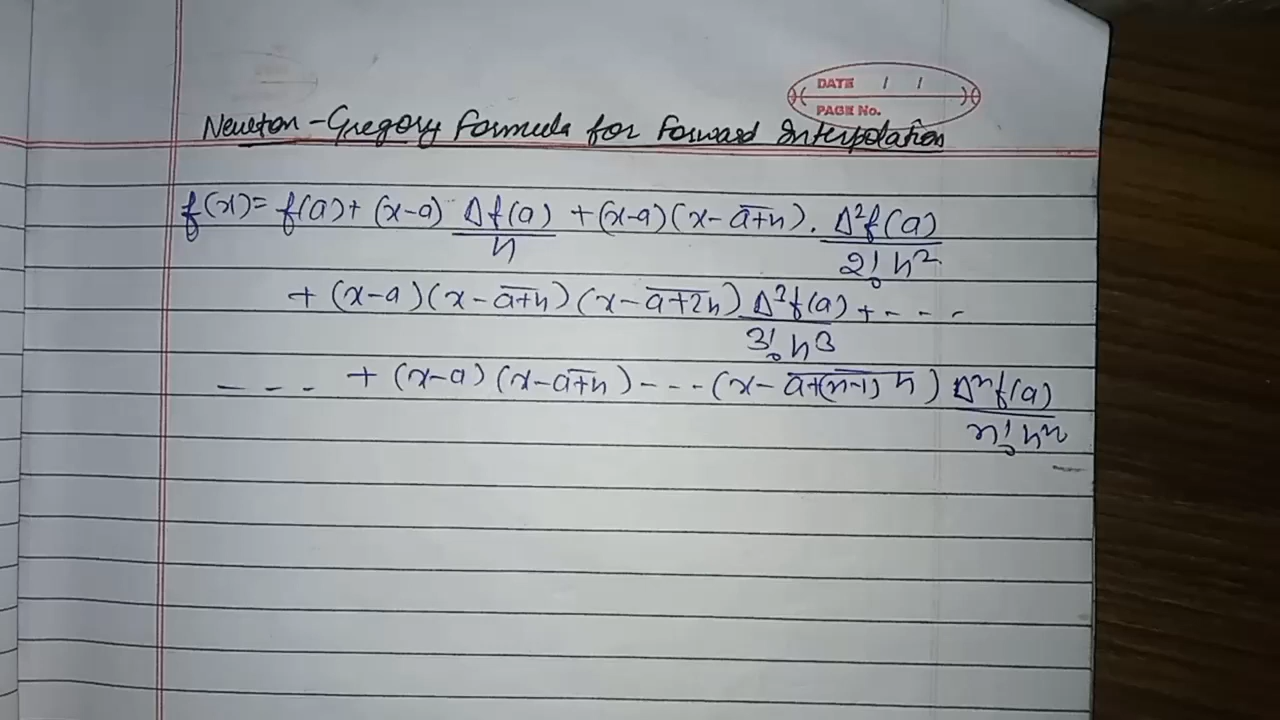 DATE / /
PAGE No.
Newton-Gregory Formula for Forward Interpolation
f(x) = f(a) + (x-a) Δf(a)/h + (x-a)(x-a+h) . Δ²f(a)/2! h²
+ (x-a)(x-a+h)(x-a+2h) Δ²f(a)/3! h³ + - - -
- - - - + (x-a)(x-a+h) - - - (x-a+(n-1)h) Δⁿf(a)/n! hⁿ